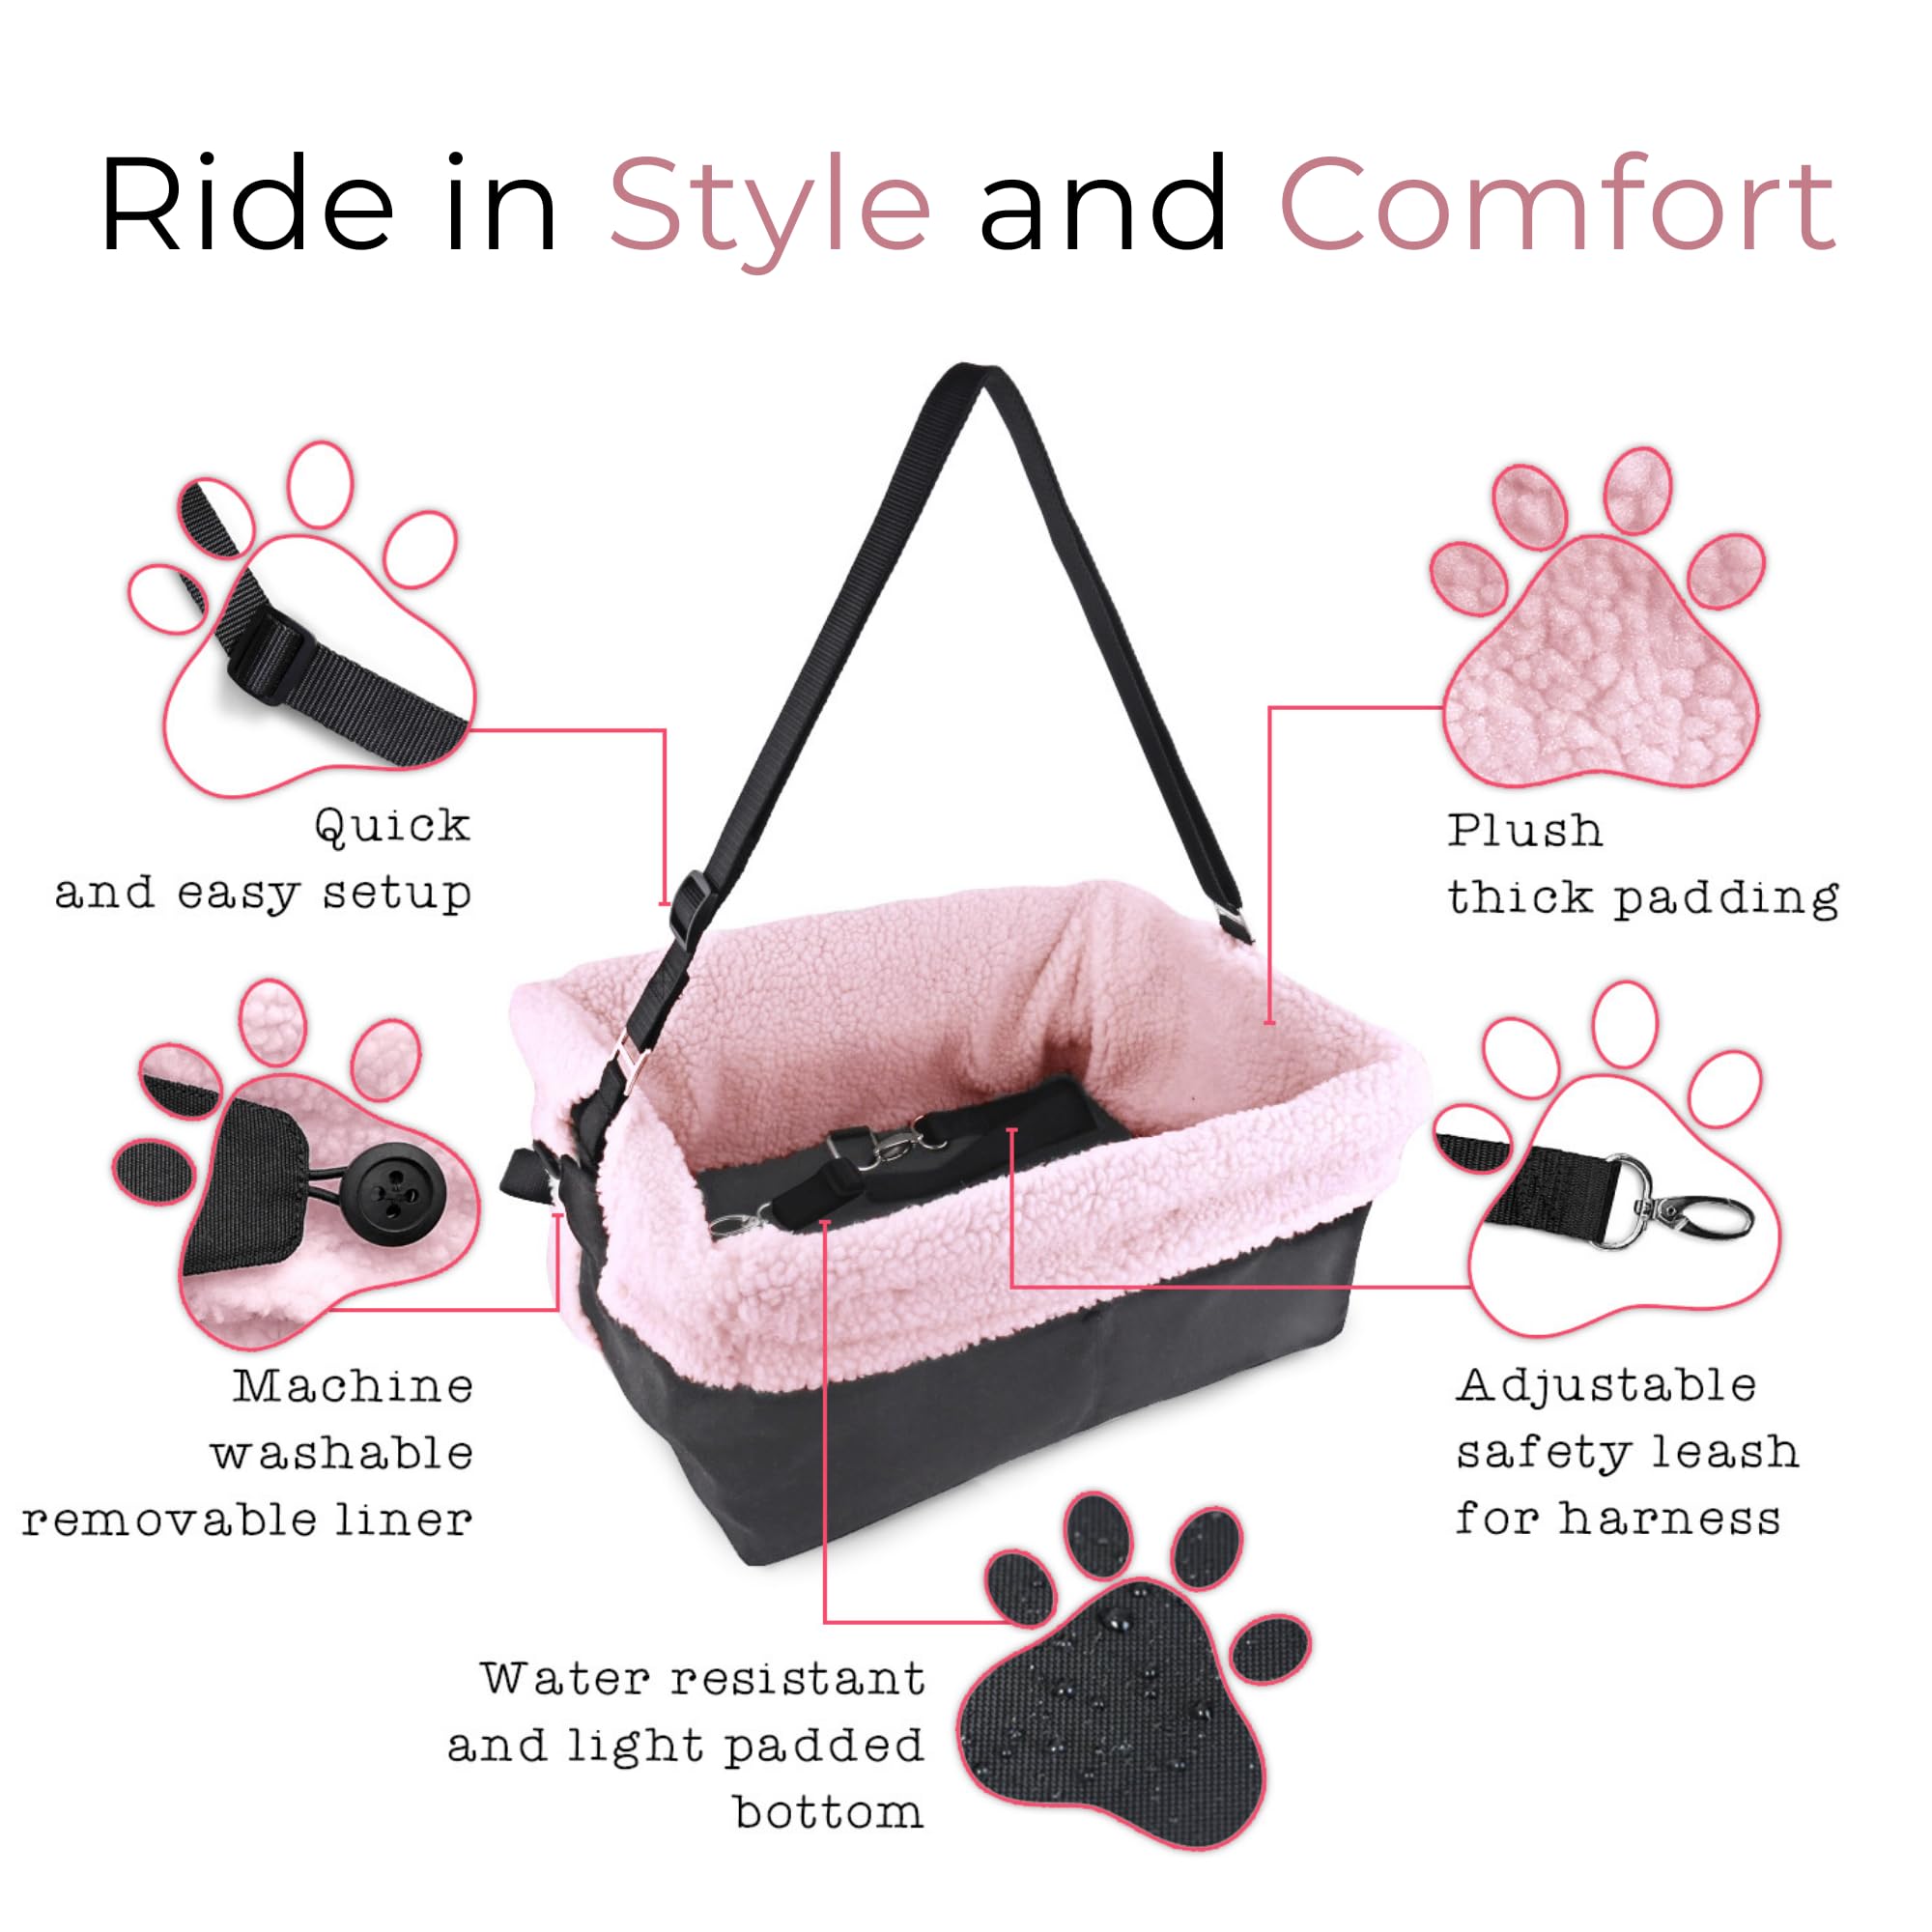 Ride in Style and Comfort
Quick
and easy setup
Plush
thick padding
Machine
washable
removable liner
Adjustable
safety leash
for harness
Water resistant
and light padded
bottom